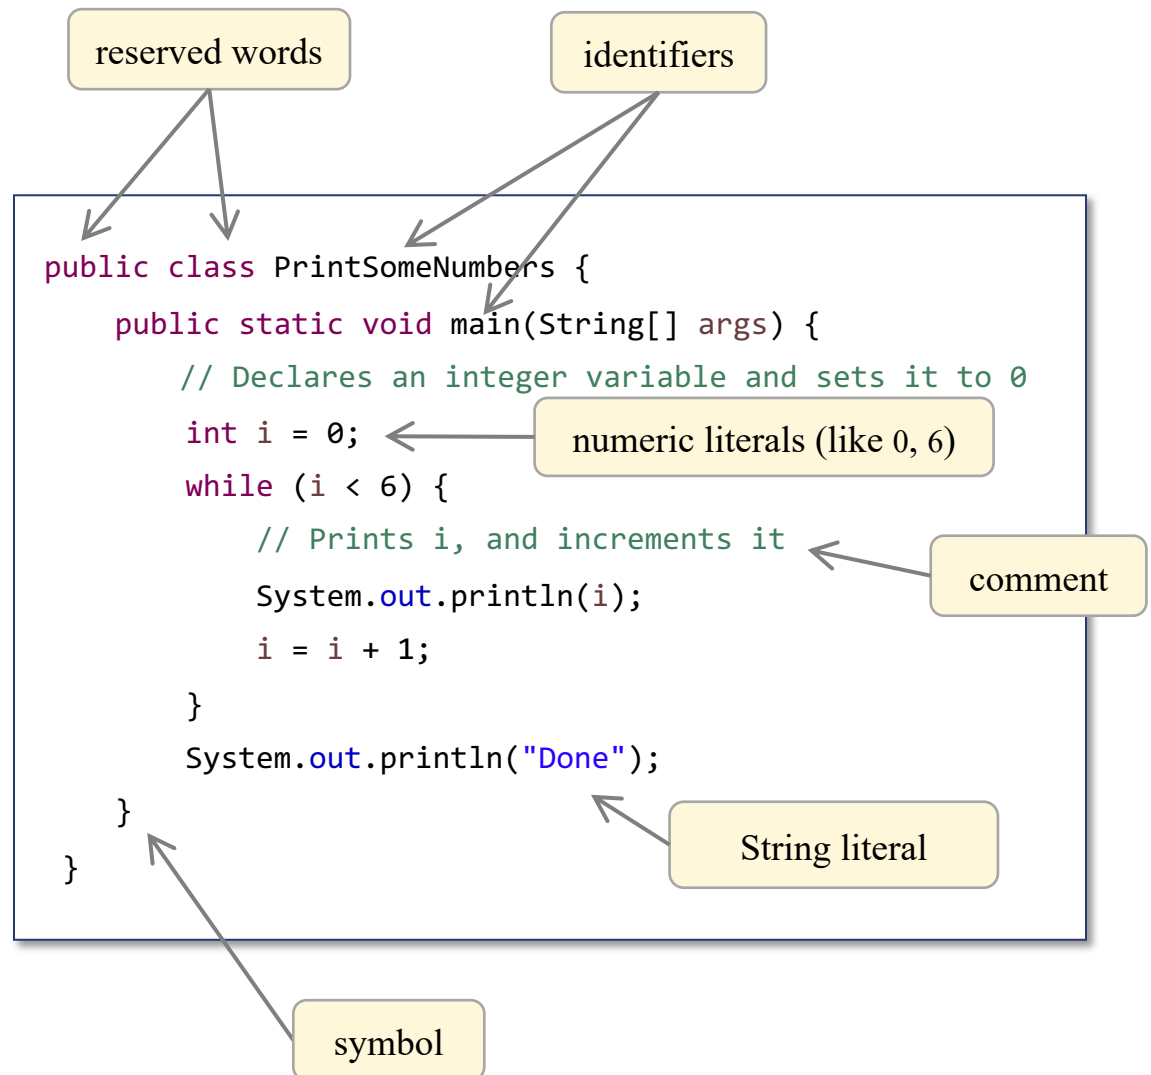 reserved words
identifiers
public class PrintSomeNumbers {
public static void main(String[] args) {
// Declares an integer variable and sets it to 0
int i = 0;
numeric literals (like 0, 6)
while (i < 6) {
// Prints i, and increments it
comment
System.out.println(i);
i = i + 1;
}
System.out.println("Done");
}
String literal
}
symbol